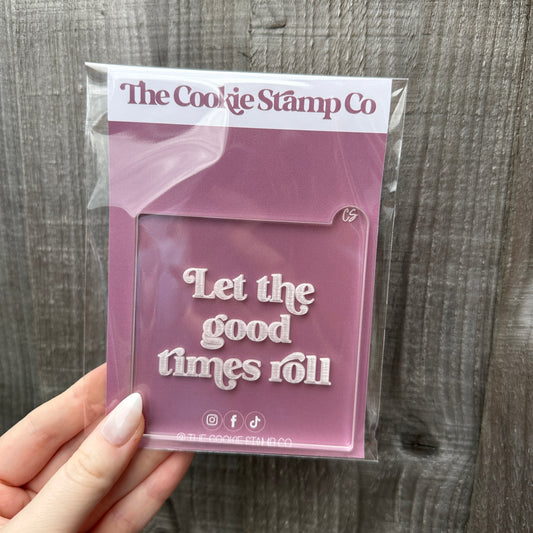 The Cookie Stamp Co
CS
Let the
good
times roll
@ THE COOKIE STAMP CO